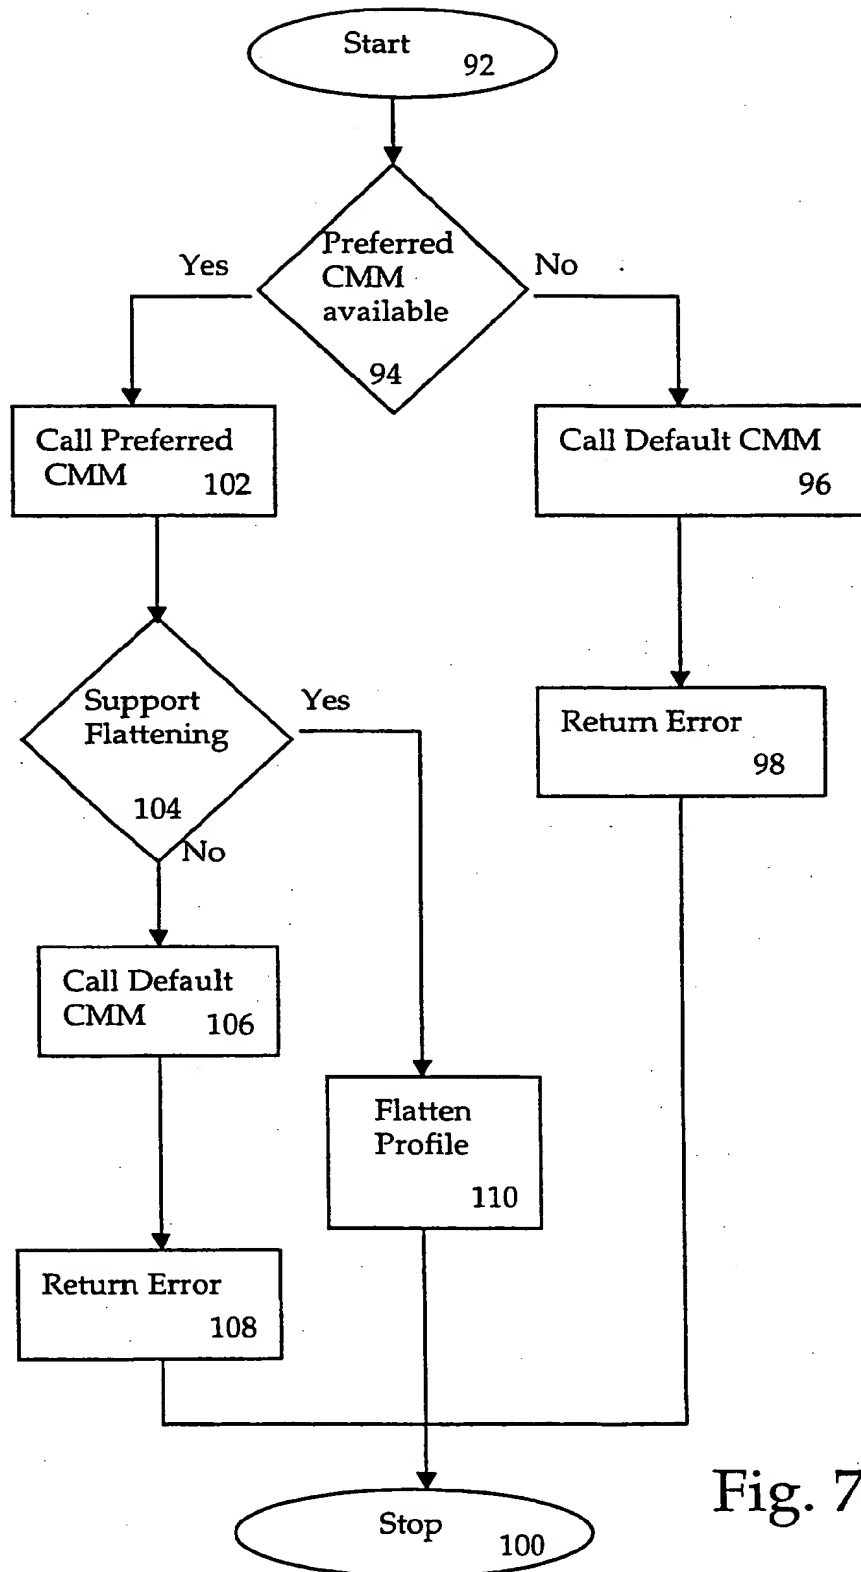 Start
92
Preferred
CMM
available
94
Yes
No
Call Preferred
CMM
102
Call Default CMM
96
Support
Flattening
104
Yes
No
Return Error
98
Call Default
CMM
106
Flatten
Profile
110
Return Error
108
Stop
100
Fig. 7